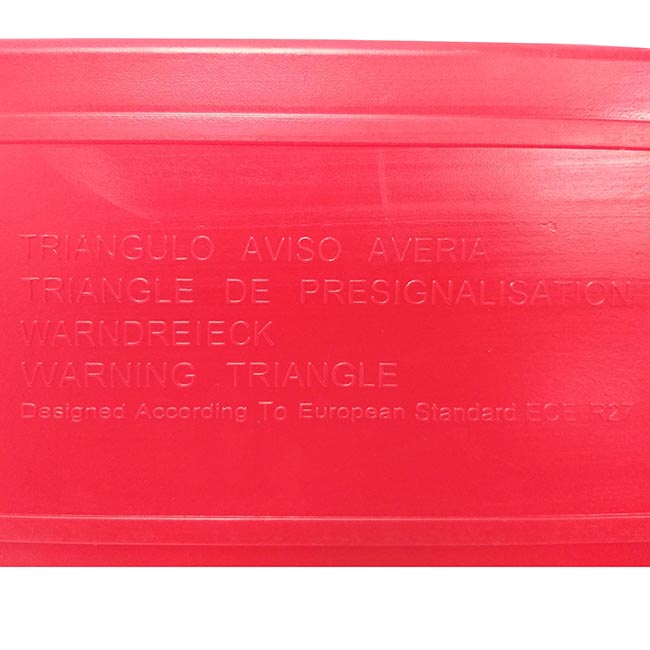 TRIANGULO AVISO AVERIA
TRIANGLE DE PRESIGNALISATION
WARNDREIECK
WARNING TRIANGLE
Designed According To European Standard ECE R27